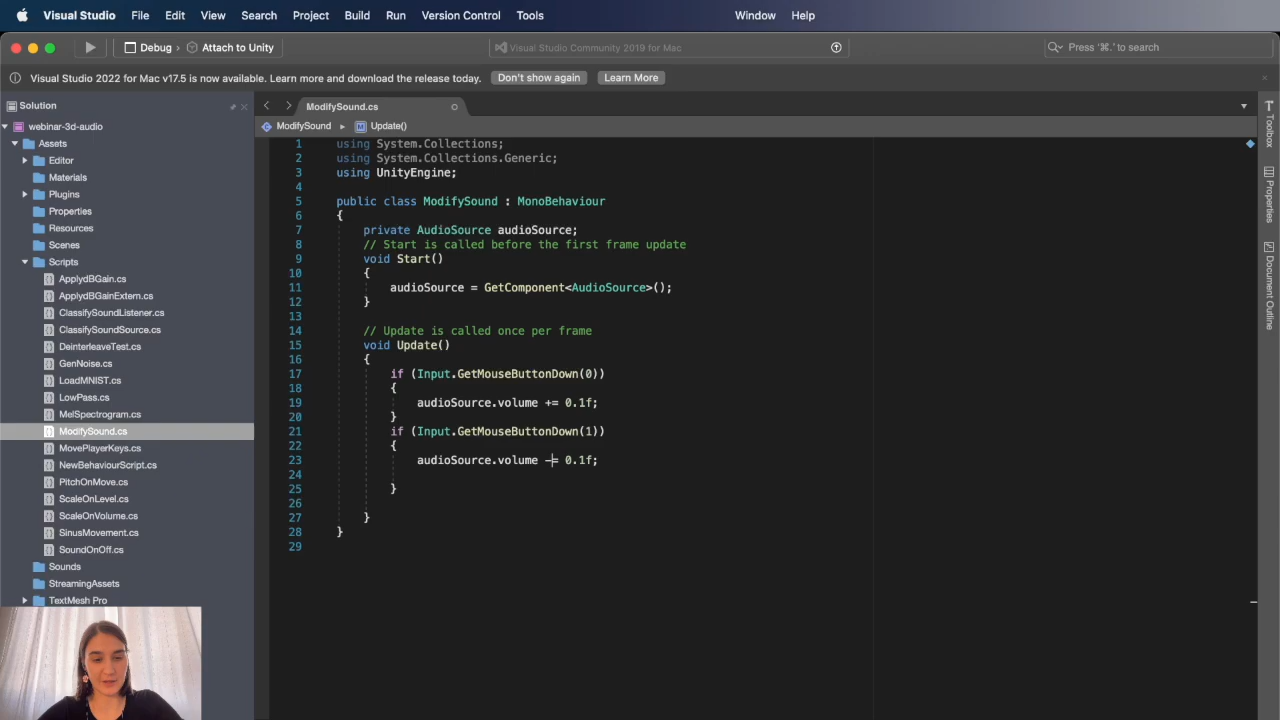 Visual Studio File Edit View Search Project Build Run Version Control Tools Window Help
Debug › Attach to Unity Visual Studio Community 2019 for Mac Press '⌘.' to search
Visual Studio 2022 for Mac v17.5 is now available. Learn more and download the release today. Don't show again Learn More
Solution
webinar-3d-audio
Assets
Editor
Materials
Plugins
Properties
Resources
Scenes
Scripts
ApplydBGain.cs
ApplydBGainExtern.cs
ClassifySoundListener.cs
ClassifySoundSource.cs
DeinterleaveTest.cs
GenNoise.cs
LoadMNIST.cs
LowPass.cs
MelSpectrogram.cs
ModifySound.cs
MovePlayerKeys.cs
NewBehaviourScript.cs
PitchOnMove.cs
ScaleOnLevel.cs
ScaleOnVolume.cs
SinusMovement.cs
SoundOnOff.cs
Sounds
StreamingAssets
TextMesh Pro
ModifySound.cs
ModifySound ▸ Update()
1 using System.Collections;
2 using System.Collections.Generic;
3 using UnityEngine;
4
5 public class ModifySound : MonoBehaviour
6 {
7 private AudioSource audioSource;
8 // Start is called before the first frame update
9 void Start()
10 {
11 audioSource = GetComponent<AudioSource>();
12 }
13
14 // Update is called once per frame
15 void Update()
16 {
17 if (Input.GetMouseButtonDown(0))
18 {
19 audioSource.volume += 0.1f;
20 }
21 if (Input.GetMouseButtonDown(1))
22 {
23 audioSource.volume -= 0.1f;
24
25 }
26
27 }
28 }
29
Toolbox
Properties
Document Outline